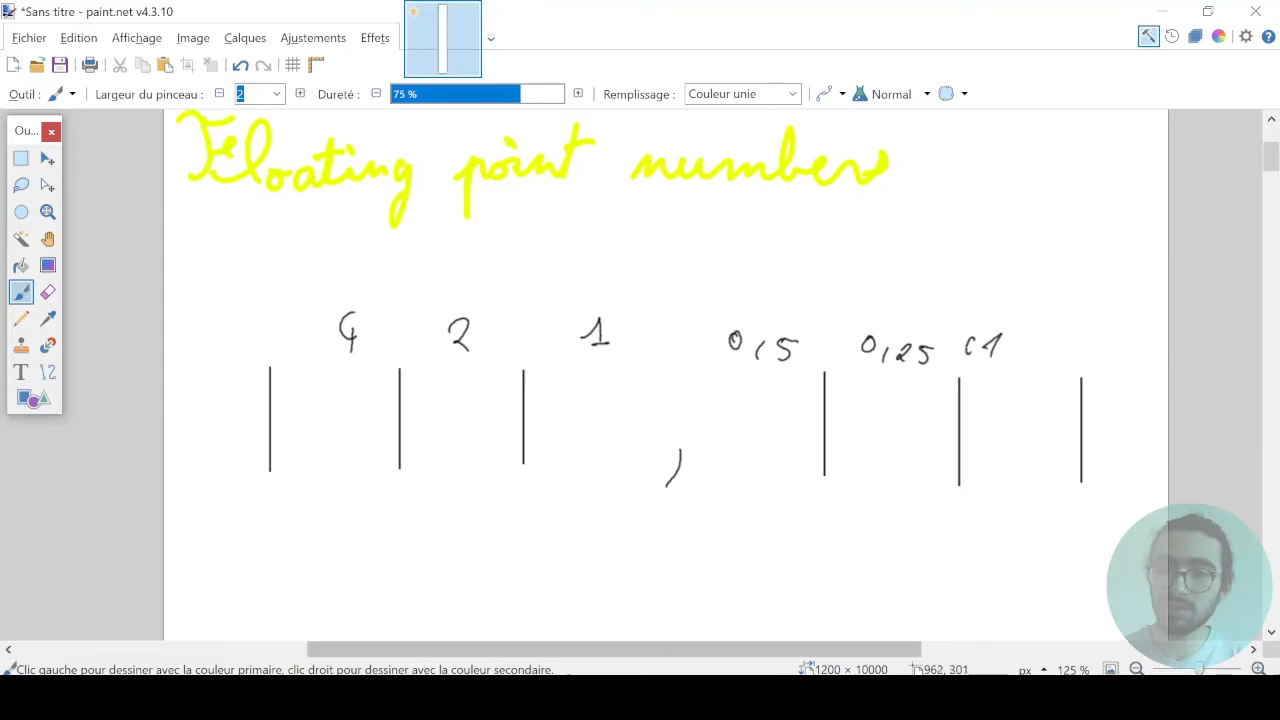 *Sans titre - paint.net v4.3.10
Fichier Edition Affichage Image Calques Ajustements Effets
Outil : Largeur du pinceau : 2 Dureté : 75 % Remplissage : Couleur unie Normal
Ou...
Floating point numbers
4 2 1 0,5 0,25 ,1
,
Clic gauche pour dessiner avec la couleur primaire, clic droit pour dessiner avec la couleur secondaire. 1200 × 10000 962, 301 px 125 %